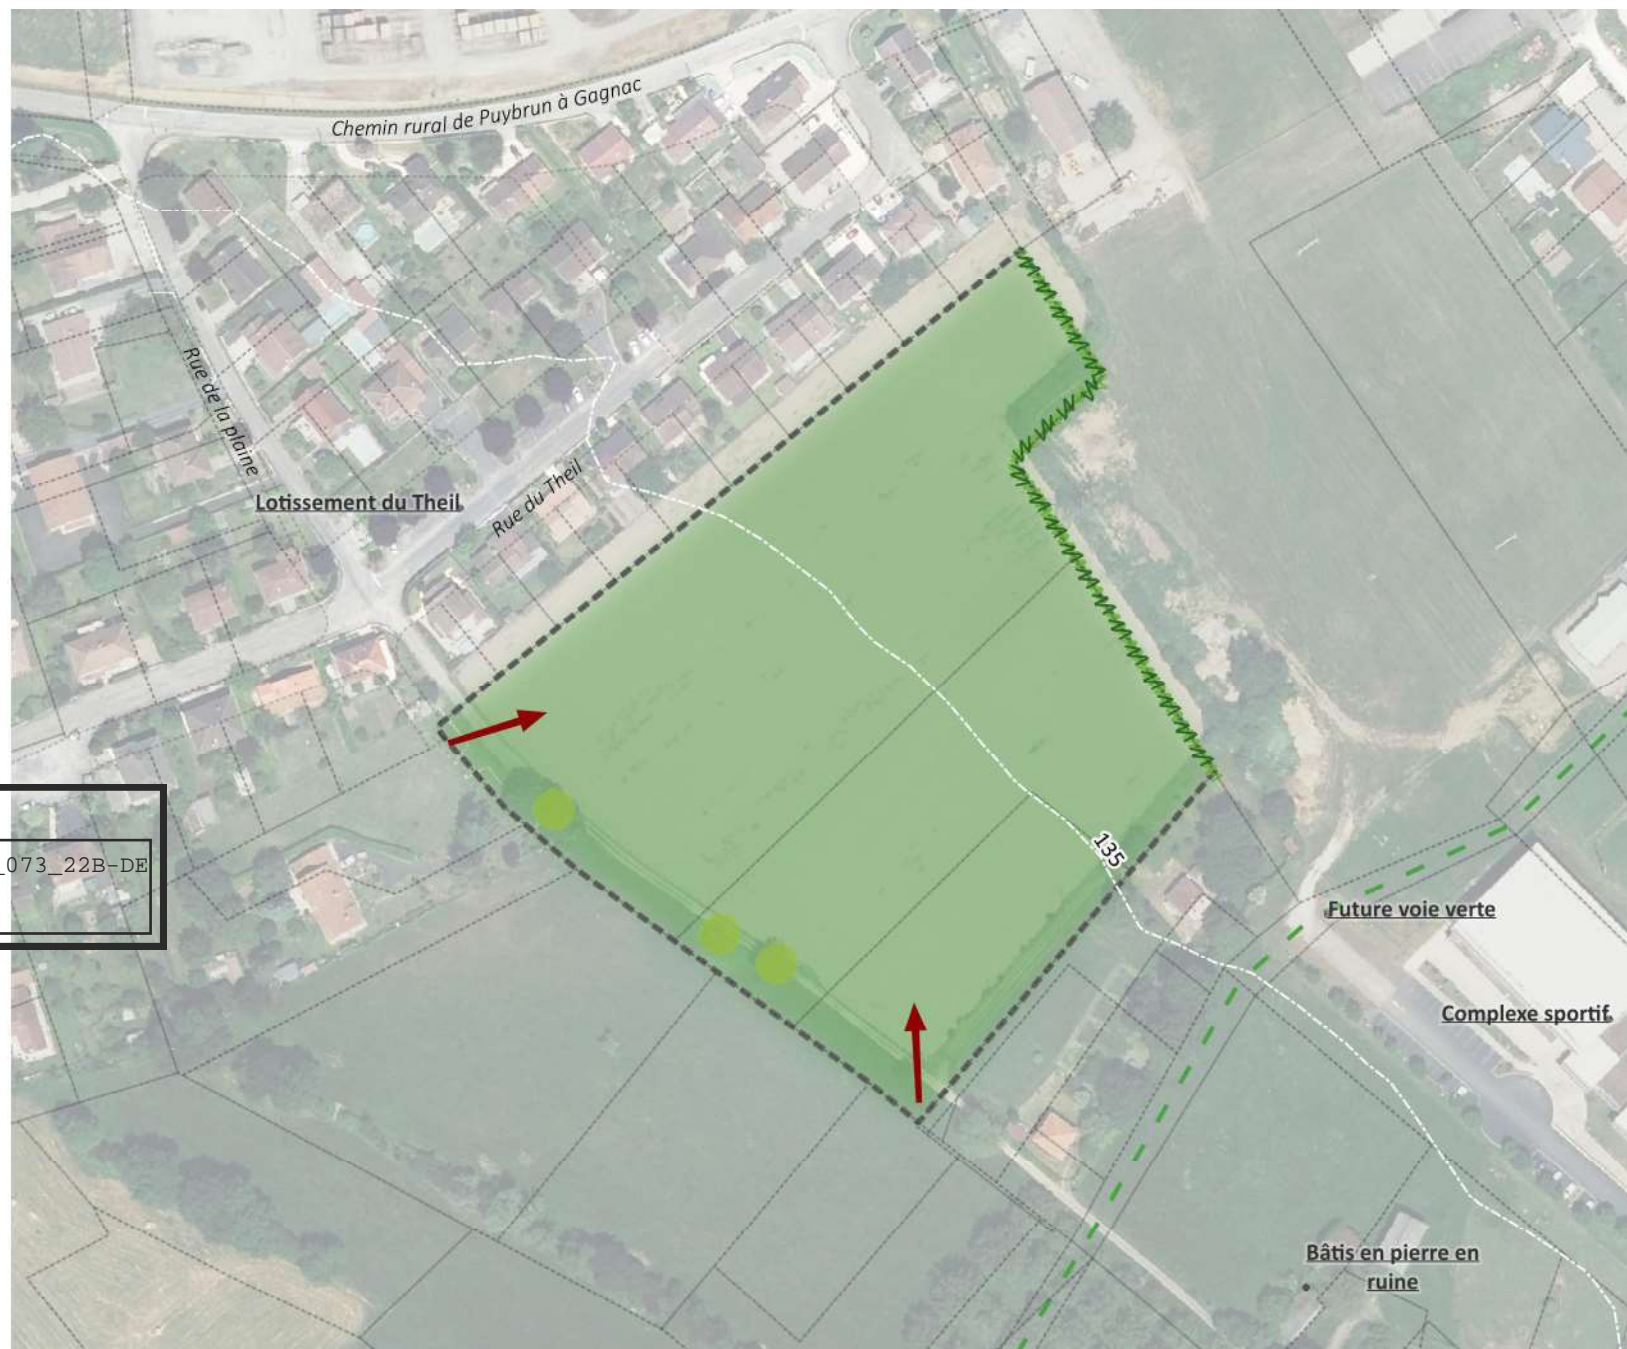 Chemin rural de Puybrun à Gagnac
Rue de la plaine
Lotissement du Theil
Rue du Theil
135
_073_22B-DE
Future voie verte
Complexe sportif
Bâtis en pierre en
ruine